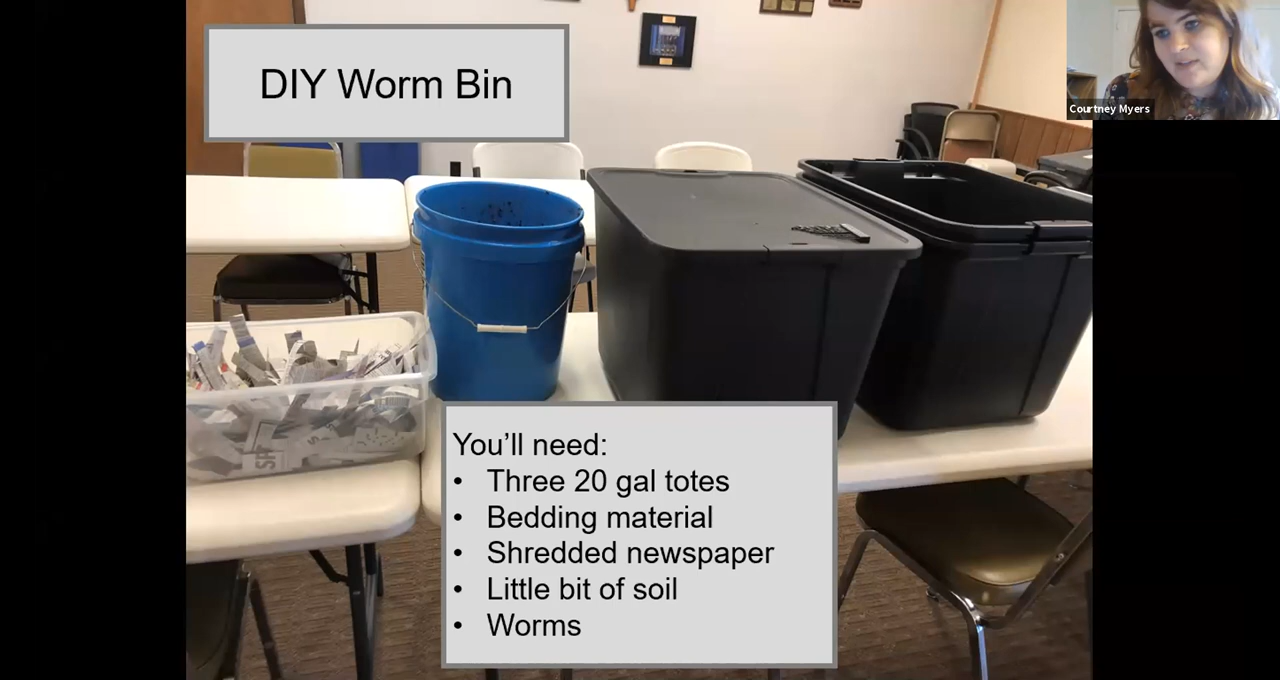 DIY Worm Bin
Courtney Myers
You'll need:
• Three 20 gal totes
• Bedding material
• Shredded newspaper
• Little bit of soil
• Worms